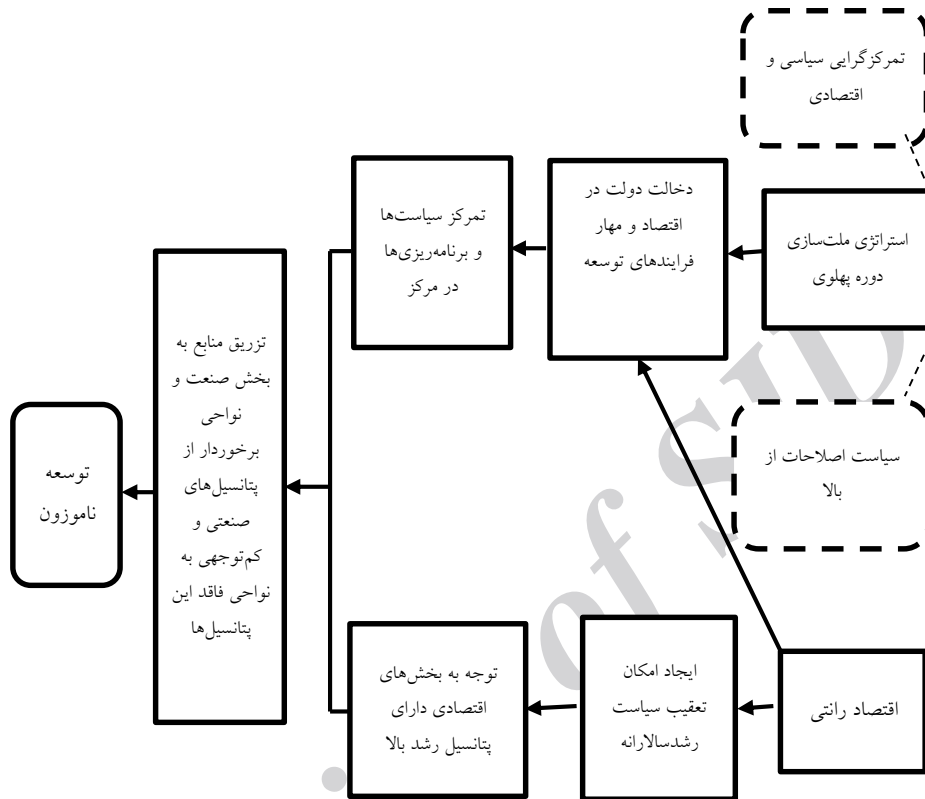 تمرکزگرایی سیاسی و
اقتصادی
استراتژی ملت‌سازی
دوره پهلوی
سیاست اصلاحات از
بالا
اقتصاد رانتی
دخالت دولت در
اقتصاد و مهار
فرایندهای توسعه
ایجاد امکان
تعقیب سیاست
رشدسالارانه
تمرکز سیاست‌ها
و برنامه‌ریزی‌ها
در مرکز
توجه به بخش‌های
اقتصادی دارای
پتانسیل رشد بالا
تزریق منابع به
بخش صنعت و
نواحی
برخوردار از
پتانسیل‌های
صنعتی و
کم‌توجهی به
نواحی فاقد این
پتانسیل‌ها
توسعه
ناموزون
of SID